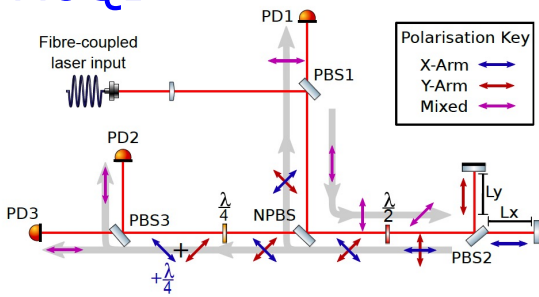 PD1
Fibre-coupled
laser input
PBS1
Polarisation Key
X-Arm
Y-Arm
Mixed
PD2
PD3
PBS3
λ
4
NPBS
λ
2
Ly
Lx
PBS2
+
+λ
4